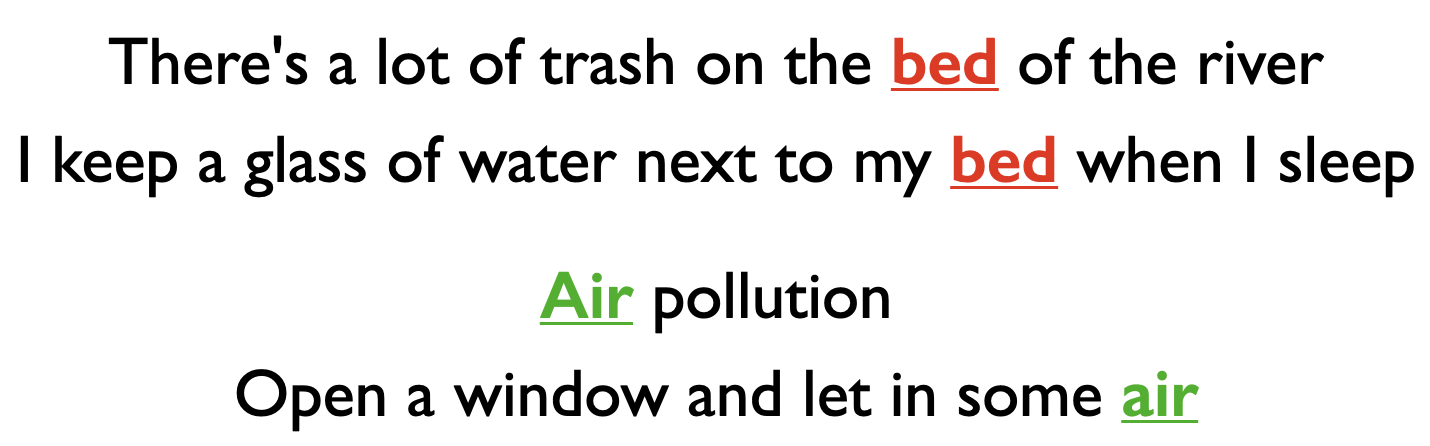 There's a lot of trash on the bed of the river
I keep a glass of water next to my bed when I sleep
Air pollution
Open a window and let in some air